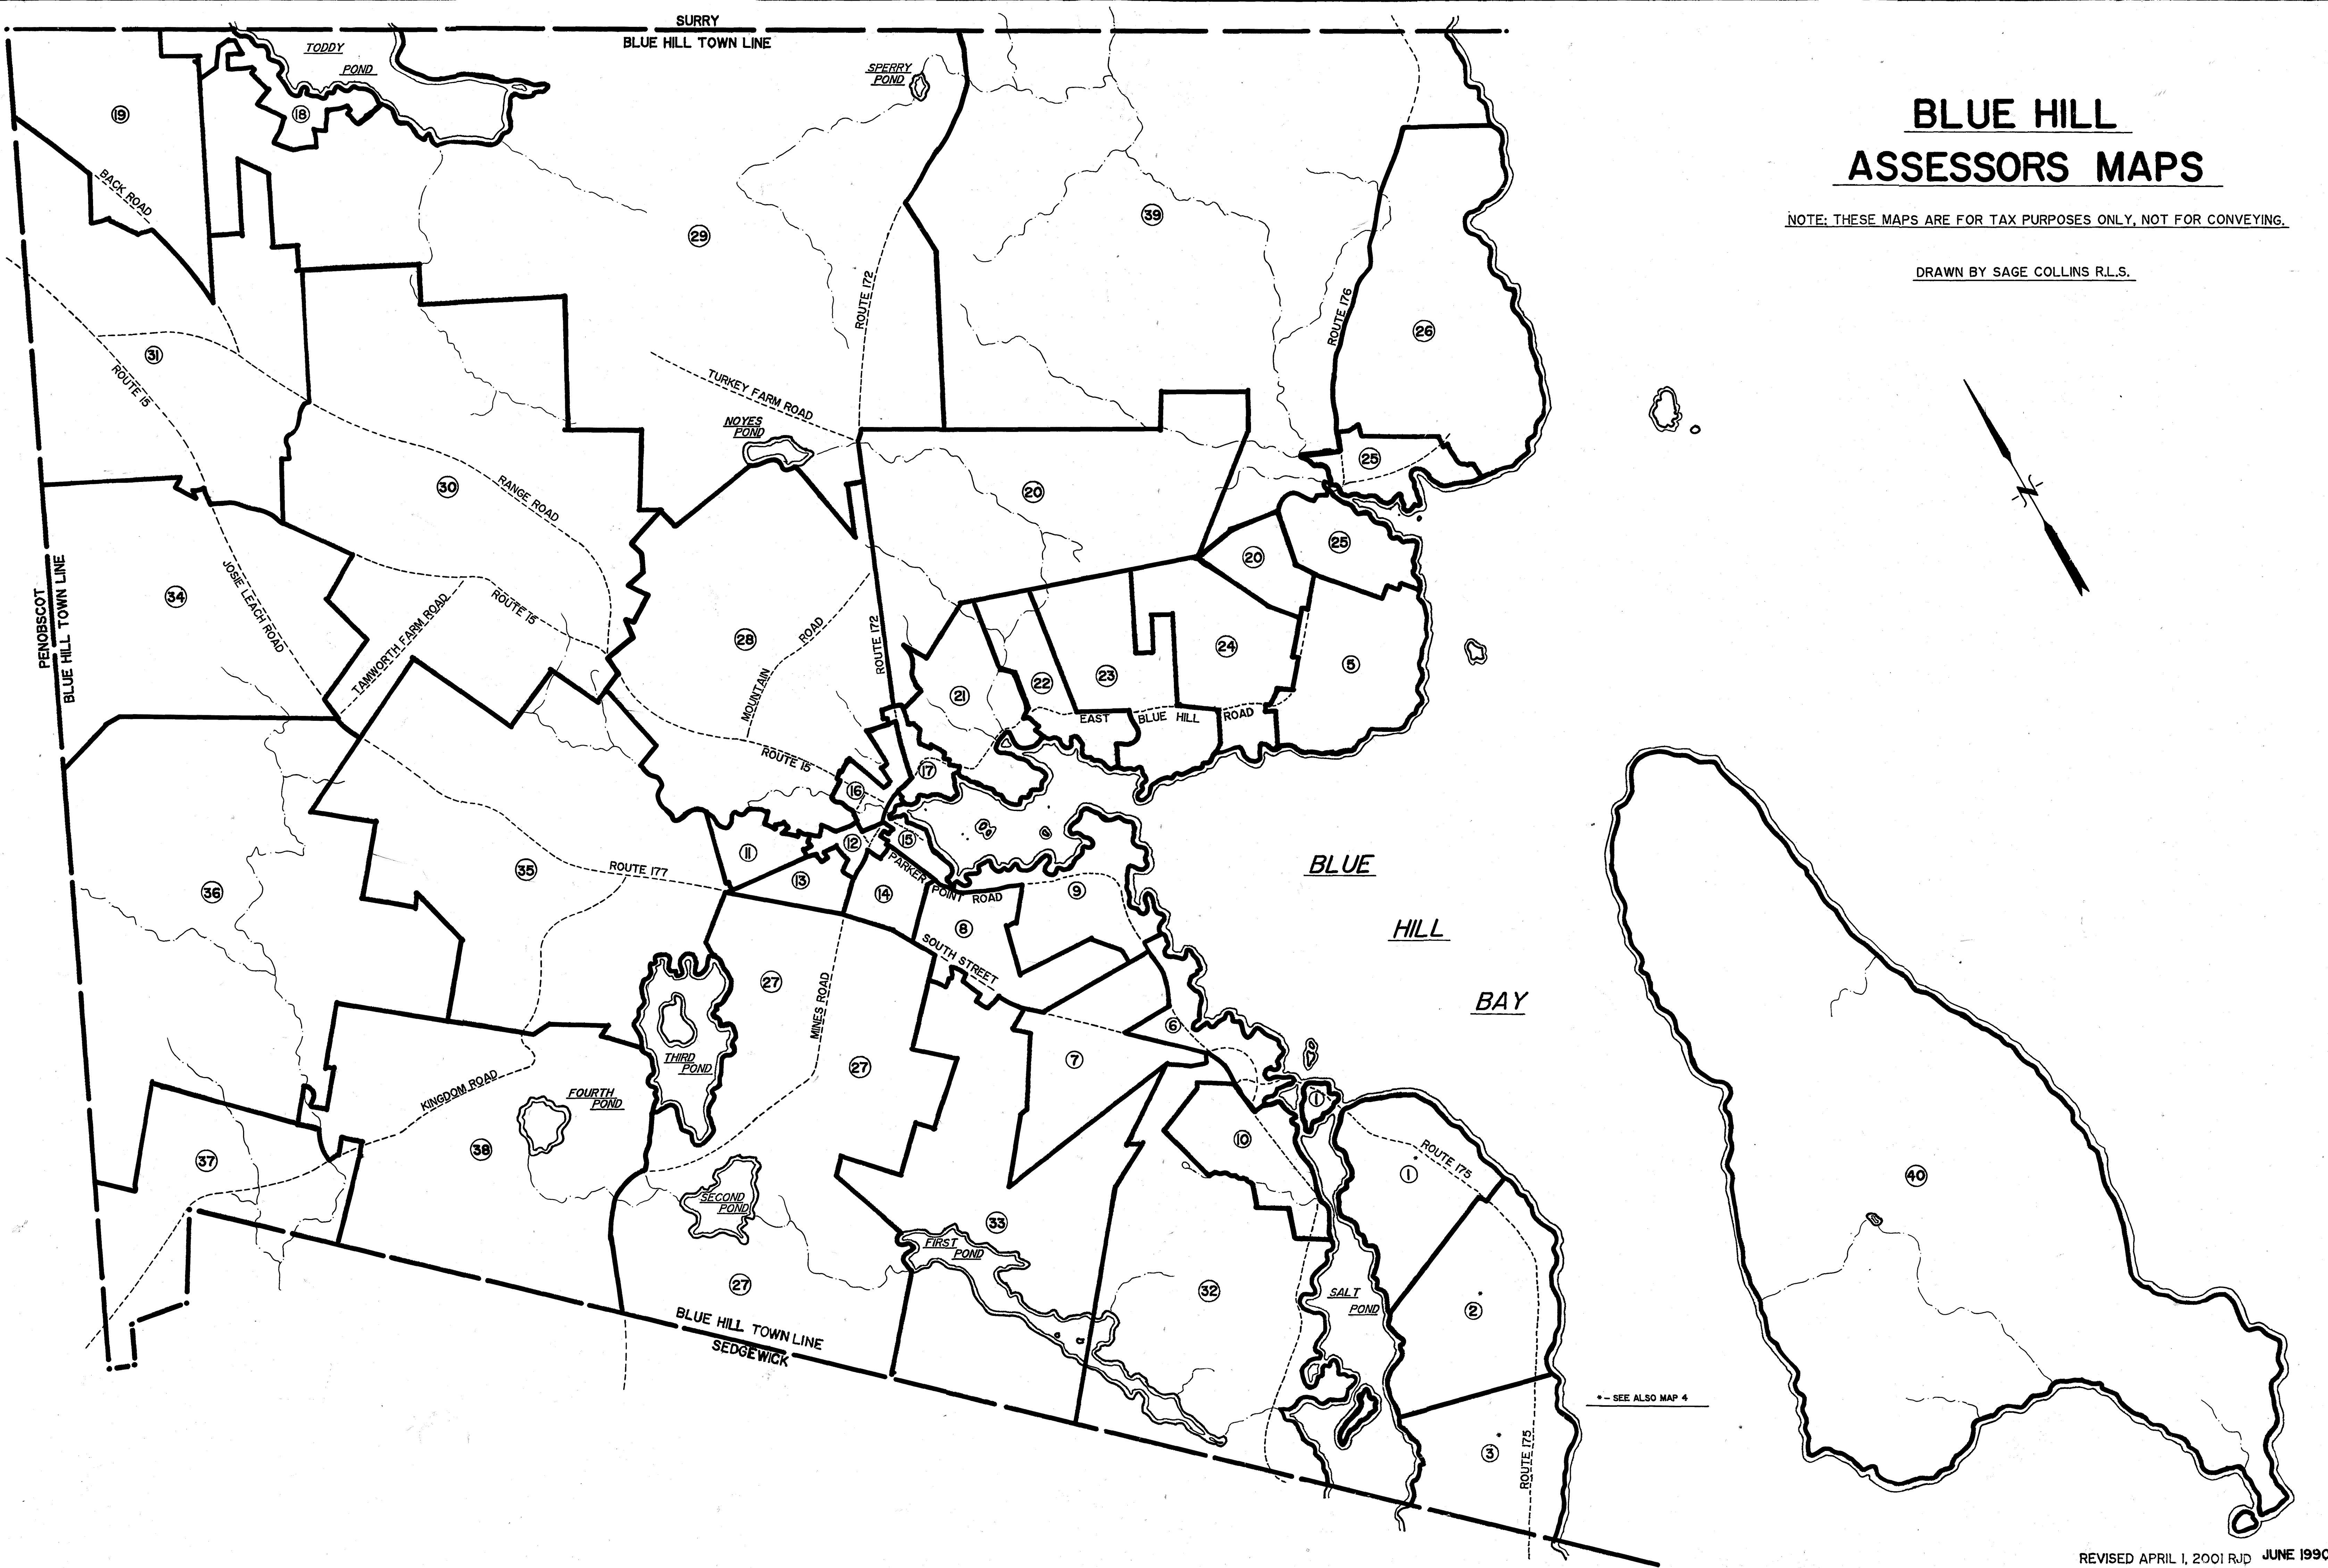 SURRY
BLUE HILL TOWN LINE
TODDY
POND
SPERRY
POND
BLUE HILL
ASSESSORS MAPS
NOTE: THESE MAPS ARE FOR TAX PURPOSES ONLY, NOT FOR CONVEYING.
DRAWN BY SAGE COLLINS R.L.S.
19
18
BACK ROAD
29
39
ROUTE 172
ROUTE 176
26
31
ROUTE 15
TURKEY FARM ROAD
NOYES
POND
25
30
RANGE ROAD
20
N
25
20
PENOBSCOT
BLUE HILL TOWN LINE
34
JOSIE LEACH ROAD
TAMWORTH FARM ROAD
ROUTE 15
28
MOUNTAIN ROAD
ROUTE 172
21
22
23
24
5
EAST BLUE HILL ROAD
ROUTE 15
17
16
15
12
11
13
14
PARKER POINT ROAD
9
8
SOUTH STREET
BLUE
HILL
BAY
35
ROUTE 177
36
27
MINES ROAD
THIRD
POND
27
6
7
KINGDOM ROAD
FOURTH
POND
38
37
SECOND
POND
1
10
1
ROUTE 175
40
33
FIRST
POND
27
32
SALT
POND
2
BLUE HILL TOWN LINE
SEDGEWICK
* - SEE ALSO MAP 4
3
ROUTE 175
REVISED APRIL 1, 2001 RJD JUNE 1990